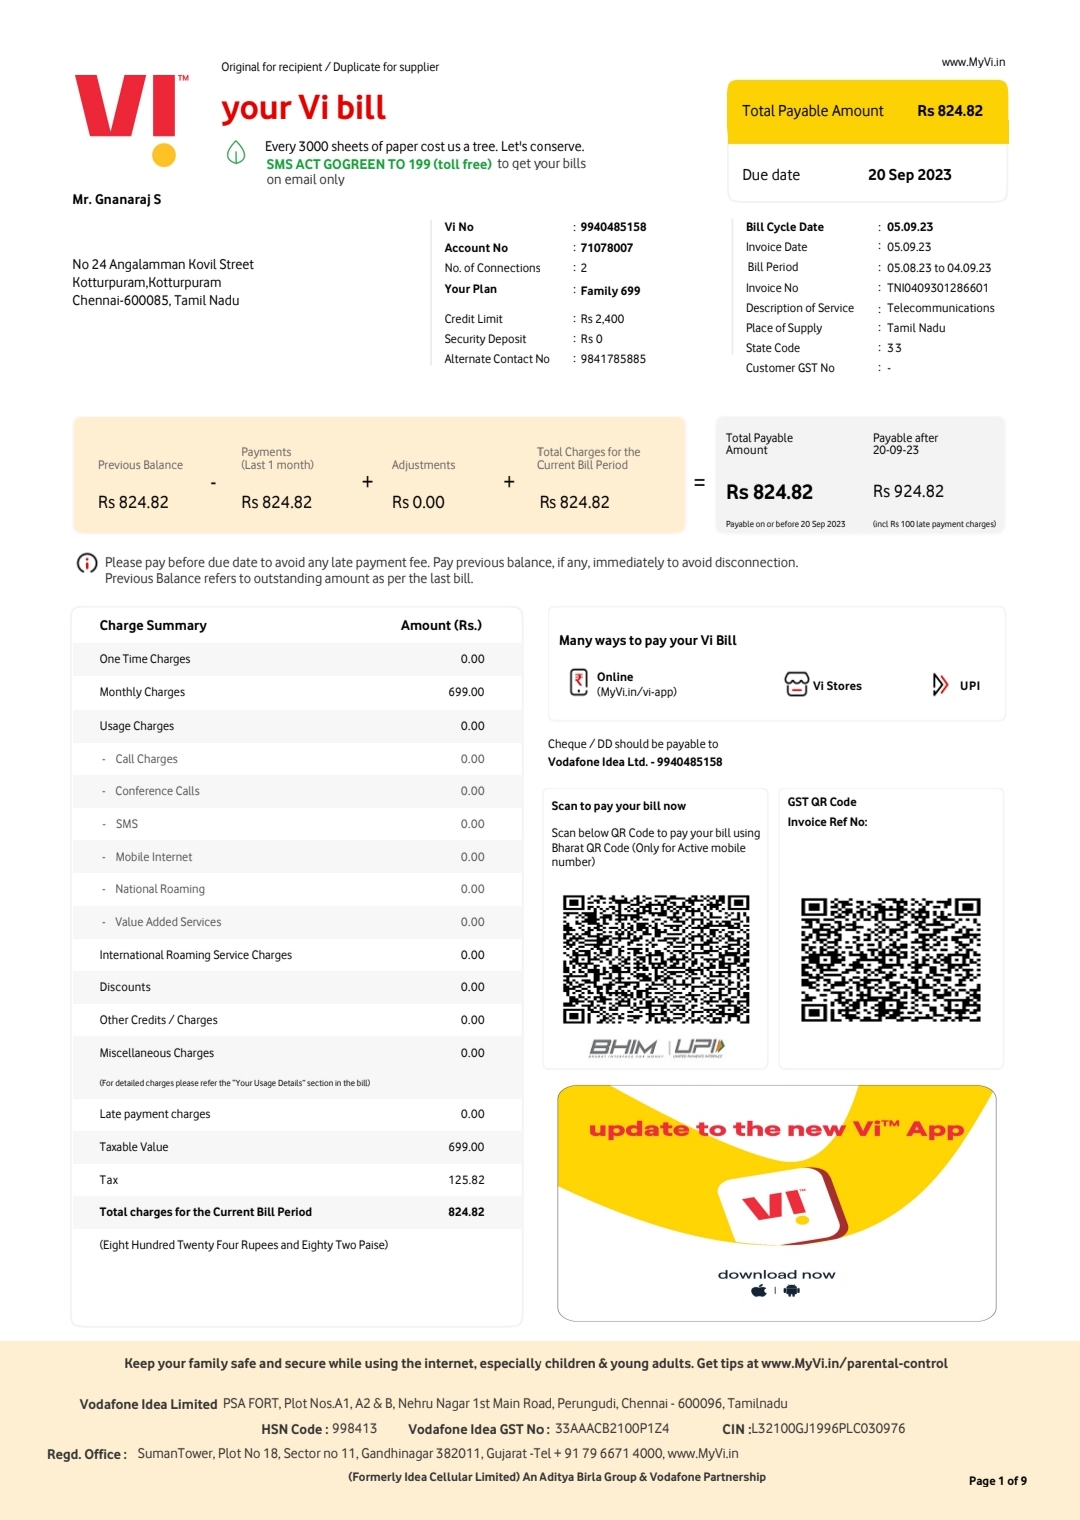 Original for recipient / Duplicate for supplier
www.MyVi.in
VI™
your Vi bill
Total Payable Amount Rs 824.82
Every 3000 sheets of paper cost us a tree. Let's conserve.
SMS ACT GOGREEN TO 199 (toll free) to get your bills
on email only
Due date 20 Sep 2023
Mr. Gnanaraj S
No 24 Angalamman Kovil Street
Kotturpuram,Kotturpuram
Chennai-600085, Tamil Nadu
Vi No : 9940485158
Account No : 71078007
No. of Connections : 2
Your Plan : Family 699
Credit Limit : Rs 2,400
Security Deposit : Rs 0
Alternate Contact No : 9841785885
Bill Cycle Date : 05.09.23
Invoice Date : 05.09.23
Bill Period : 05.08.23 to 04.09.23
Invoice No : TNI0409301286601
Description of Service : Telecommunications
Place of Supply : Tamil Nadu
State Code : 33
Customer GST No : -
Previous Balance
Rs 824.82
-
Payments
(Last 1 month)
Rs 824.82
+
Adjustments
Rs 0.00
+
Total Charges for the
Current Bill Period
Rs 824.82
=
Total Payable
Amount
Rs 824.82
Payable on or before 20 Sep 2023
Payable after
20-09-23
Rs 924.82
(incl Rs 100 late payment charges)
Please pay before due date to avoid any late payment fee. Pay previous balance, if any, immediately to avoid disconnection.
Previous Balance refers to outstanding amount as per the last bill.
Charge Summary Amount (Rs.)
One Time Charges 0.00
Monthly Charges 699.00
Usage Charges 0.00
- Call Charges 0.00
- Conference Calls 0.00
- SMS 0.00
- Mobile Internet 0.00
- National Roaming 0.00
- Value Added Services 0.00
International Roaming Service Charges 0.00
Discounts 0.00
Other Credits / Charges 0.00
Miscellaneous Charges 0.00
(For detailed charges please refer the "Your Usage Details" section in the bill)
Late payment charges 0.00
Taxable Value 699.00
Tax 125.82
Total charges for the Current Bill Period 824.82
(Eight Hundred Twenty Four Rupees and Eighty Two Paise)
Many ways to pay your Vi Bill
Online
(MyVi.in/vi-app)
Vi Stores
UPI
Cheque / DD should be payable to
Vodafone Idea Ltd. - 9940485158
Scan to pay your bill now
Scan below QR Code to pay your bill using
Bharat QR Code (Only for Active mobile
number)
BHIM | UPI
BHARAT INTERFACE FOR MONEY UNIFIED PAYMENTS INTERFACE
GST QR Code
Invoice Ref No:
update to the new Vi™ App
VI™
download now
Keep your family safe and secure while using the internet, especially children & young adults. Get tips at www.MyVi.in/parental-control
Vodafone Idea Limited PSA FORT, Plot Nos.A1, A2 & B, Nehru Nagar 1st Main Road, Perungudi, Chennai - 600096, Tamilnadu
HSN Code : 998413 Vodafone Idea GST No : 33AAACB2100P1Z4 CIN :L32100GJ1996PLC030976
Regd. Office : SumanTower, Plot No 18, Sector no 11, Gandhinagar 382011, Gujarat -Tel + 91 79 6671 4000, www.MyVi.in
(Formerly Idea Cellular Limited) An Aditya Birla Group & Vodafone Partnership
Page 1 of 9